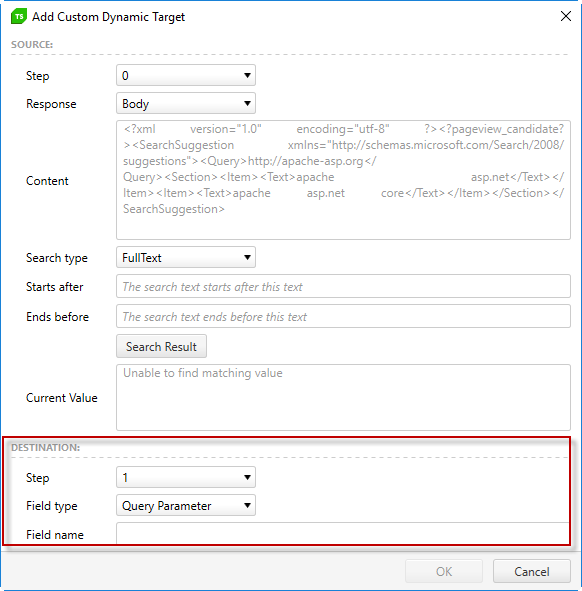 TS Add Custom Dynamic Target
SOURCE:
Step 0
Response Body
Content
<?xml version="1.0" encoding="utf-8" ?><?pageview_candidate?
><SearchSuggestion xmlns="http://schemas.microsoft.com/Search/2008/
suggestions"><Query>http://apache-asp.org</
Query><Section><Item><Text>apache asp.net</Text></
Item><Item><Text>apache asp.net core</Text></Item></Section></
SearchSuggestion>
Search type FullText
Starts after The search text starts after this text
Ends before The search text ends before this text
Search Result
Current Value Unable to find matching value
DESTINATION:
Step 1
Field type Query Parameter
Field name
OK Cancel